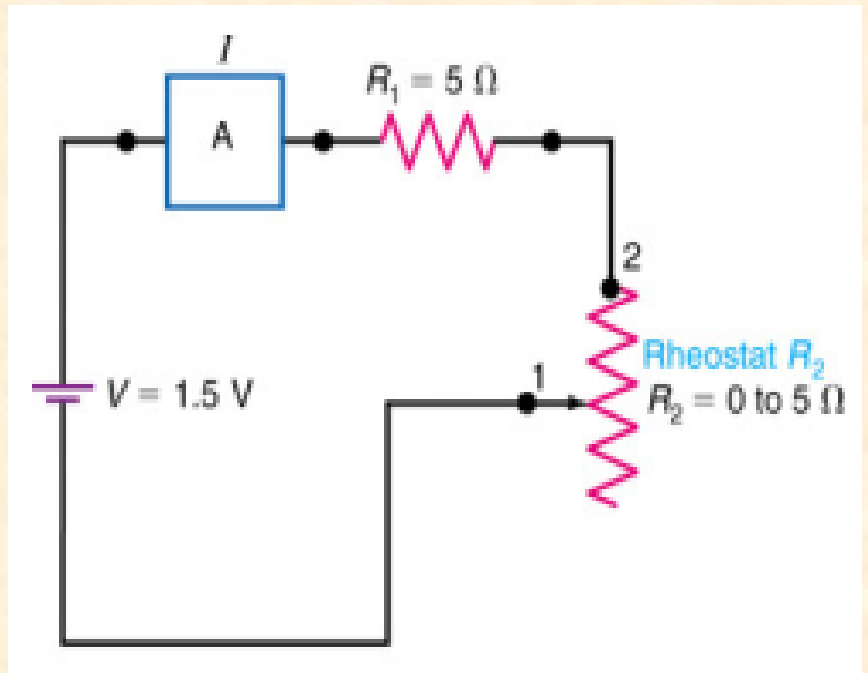 I
R₁ = 5 Ω
A
2
Rheostat R₂
1
R₂ = 0 to 5 Ω
V = 1.5 V